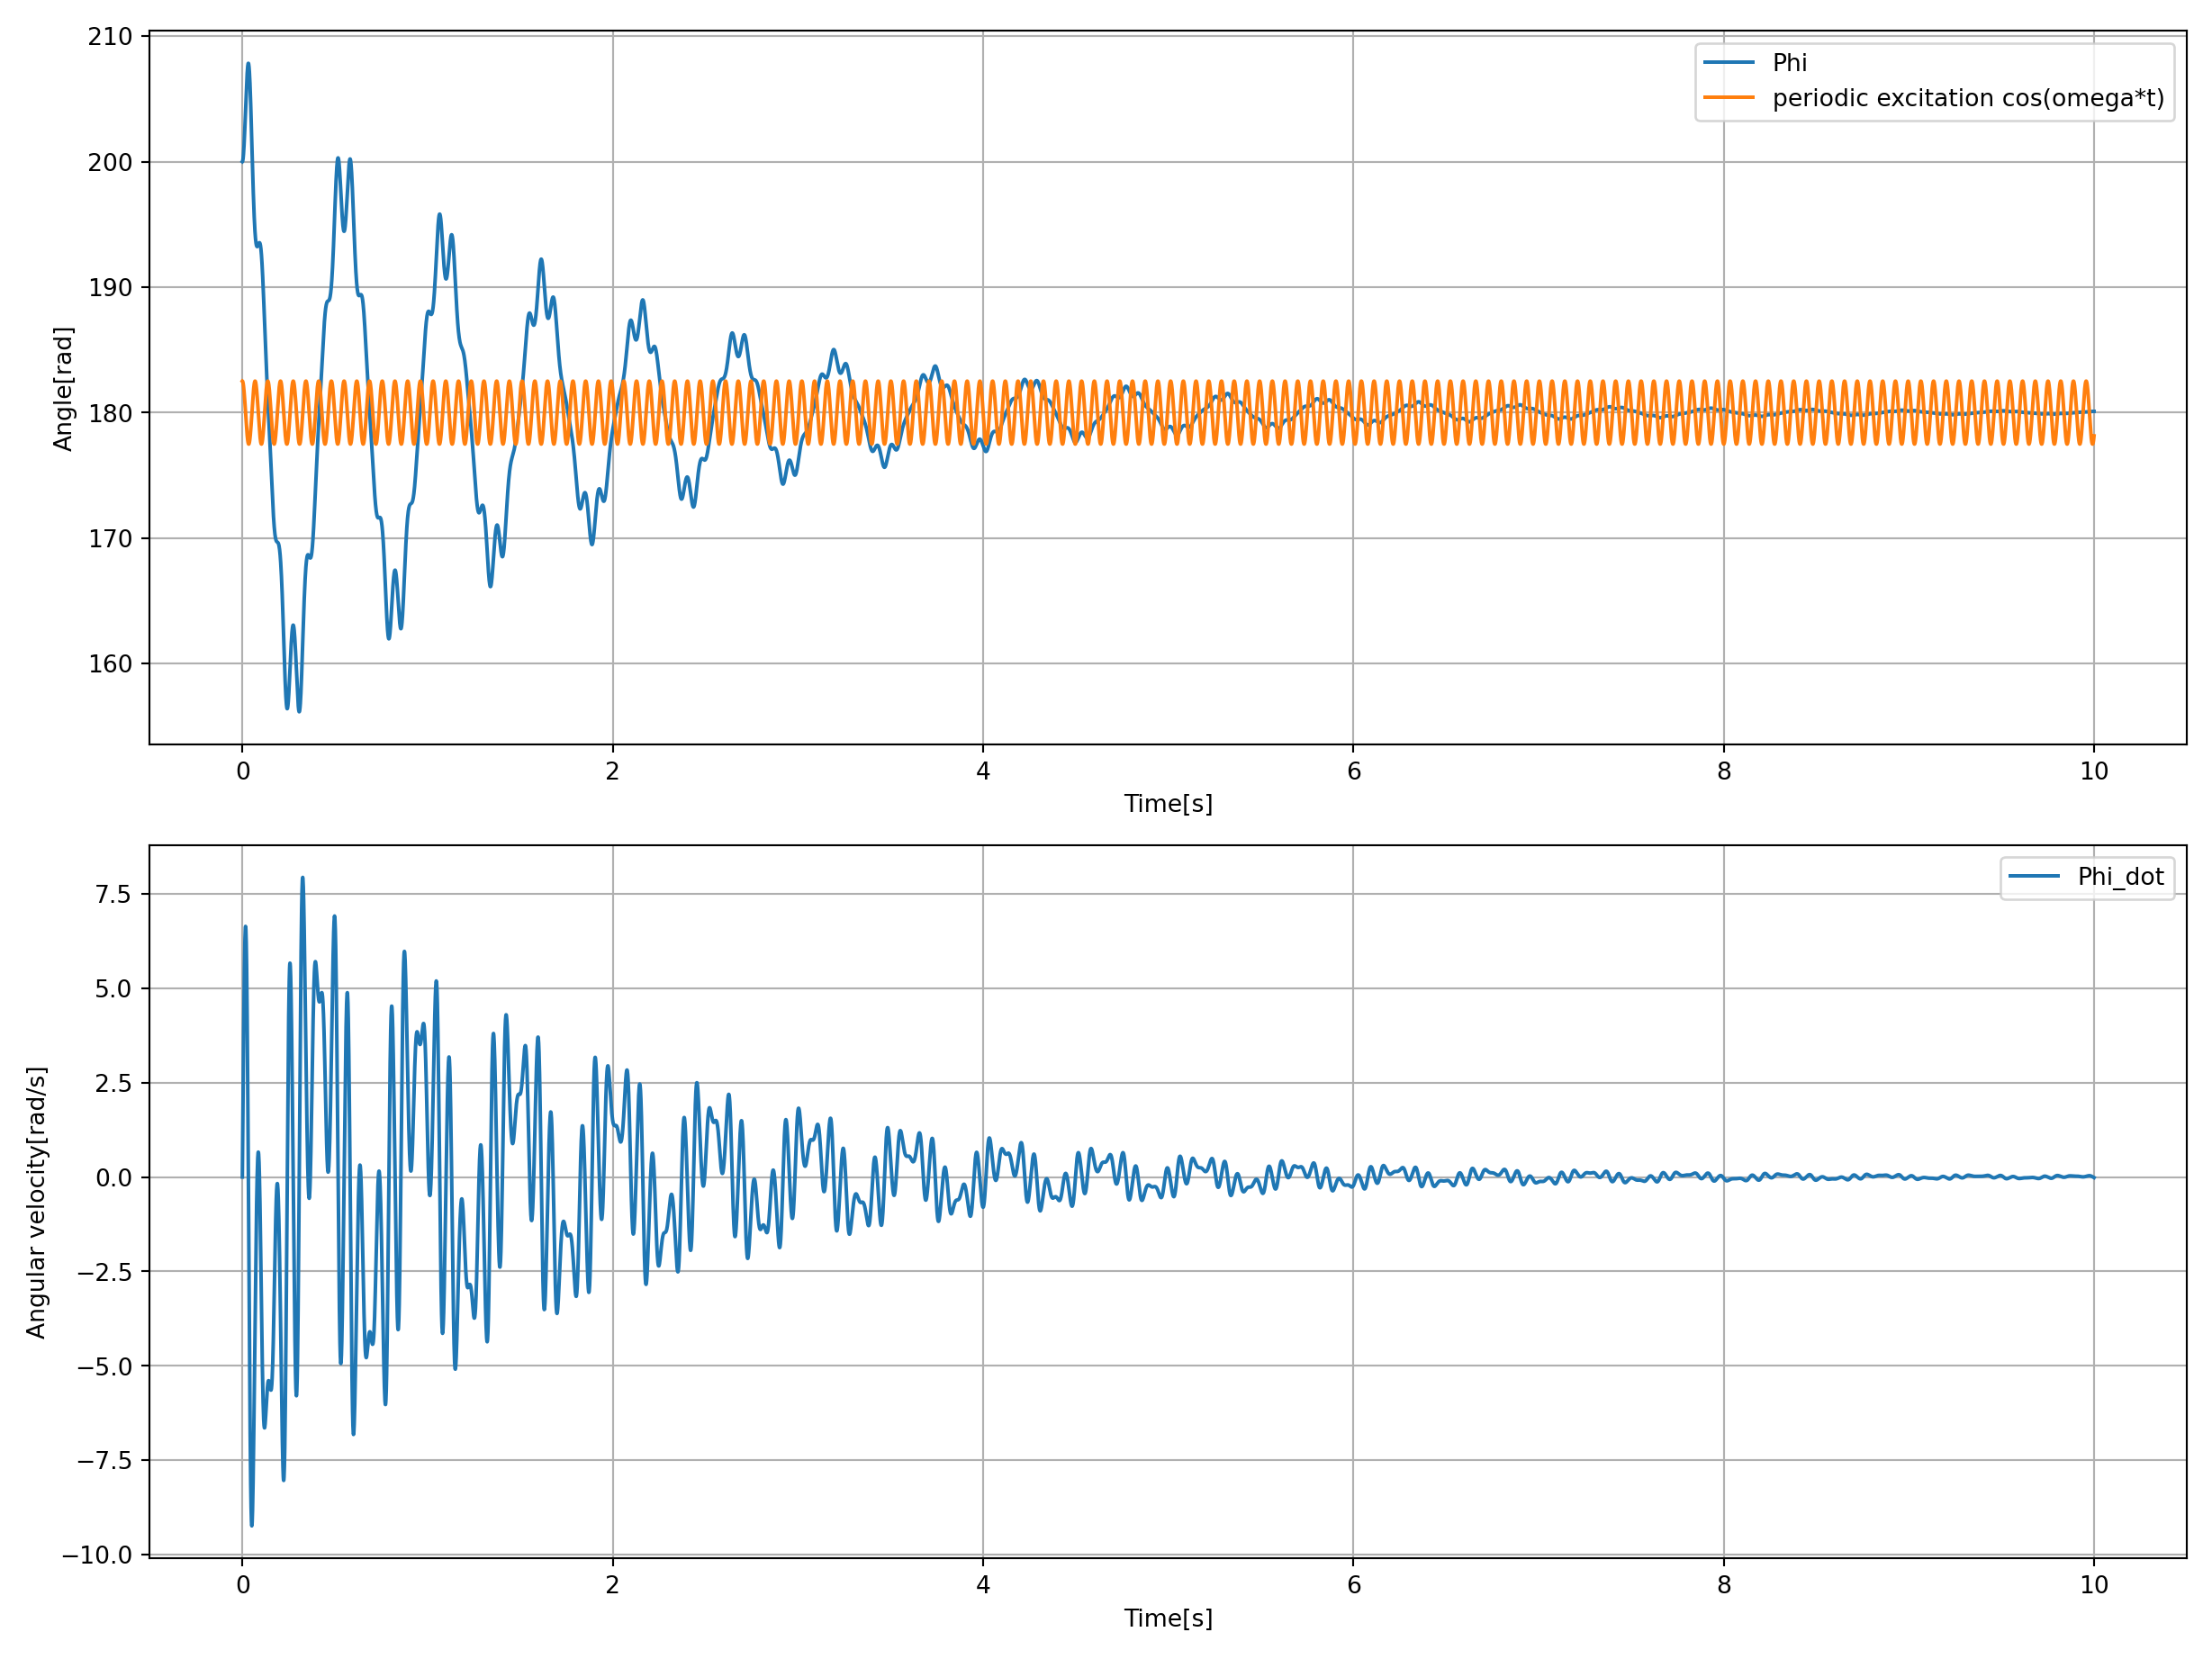 210
200
190
180
170
160
Angle[rad]
Phi
periodic excitation cos(omega*t)
0 2 4 6 8 10
Time[s]
7.5
5.0
2.5
0.0
−2.5
−5.0
−7.5
−10.0
Angular velocity[rad/s]
Phi_dot
0 2 4 6 8 10
Time[s]